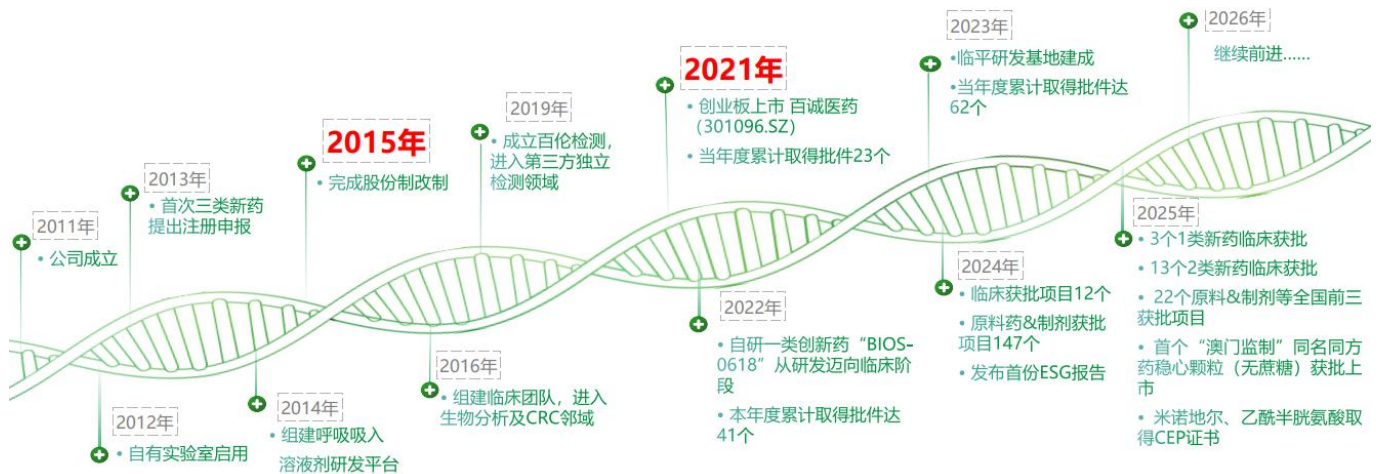 2011年
• 公司成立
2012年
• 自有实验室启用
2013年
• 首次三类新药
提出注册申报
2014年
• 组建呼吸吸入
溶液剂研发平台
2015年
• 完成股份制改制
2016年
• 组建临床团队，进入
生物分析及CRC邻域
2019年
• 成立百伦检测，
进入第三方独立
检测领域
2021年
• 创业板上市 百诚医药
（301096.SZ）
• 当年度累计取得批件23个
2022年
• 自研一类创新药“BIOS-
0618”从研发迈向临床阶
段
• 本年度累计取得批件达
41个
2023年
•临平研发基地建成
•当年度累计取得批件达
62个
2024年
• 临床获批项目12个
• 原料药&制剂获批
项目147个
• 发布首份ESG报告
2025年
• 3个1类新药临床获批
• 13个2类新药临床获批
• 22个原料&制剂等全国前三
获批项目
• 首个“澳门监制”同名同方
药稳心颗粒（无蔗糖）获批上
市
• 米诺地尔、乙酰半胱氨酸取
得CEP证书
2026年
继续前进......